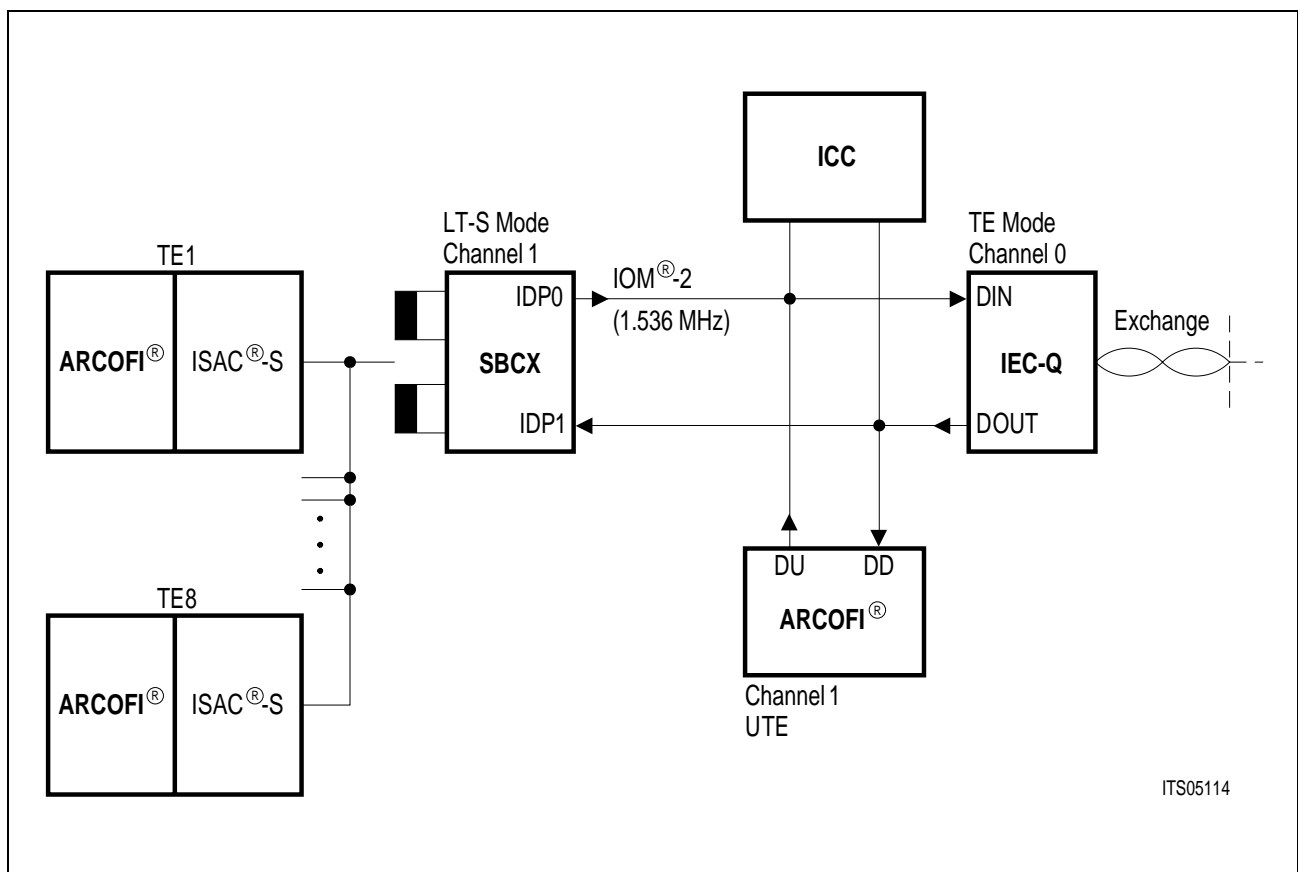 ICC
LT-S Mode
Channel 1
TE Mode
Channel 0
TE1
IDP0
IOM®-2
(1.536 MHz)
DIN
Exchange
ARCOFI®
ISAC®-S
SBCX
IEC-Q
IDP1
DOUT
DU
DD
ARCOFI®
Channel 1
UTE
TE8
ARCOFI®
ISAC®-S
ITS05114